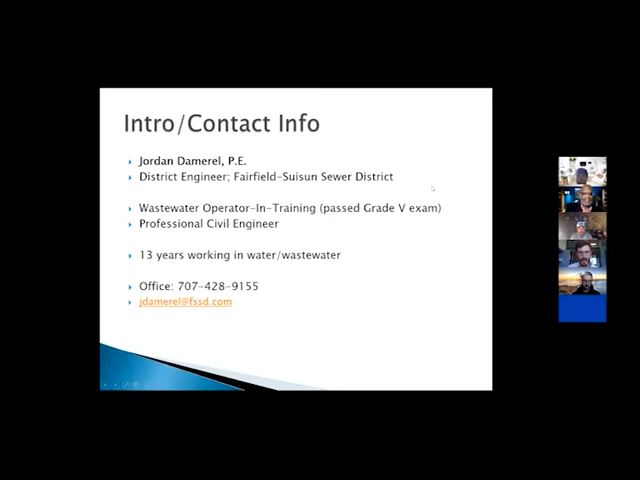 Intro/Contact Info
Jordan Damerel, P.E.
District Engineer; Fairfield-Suisun Sewer District
Wastewater Operator-In-Training (passed Grade V exam)
Professional Civil Engineer
13 years working in water/wastewater
Office: 707-428-9155
jdamerel@fssd.com